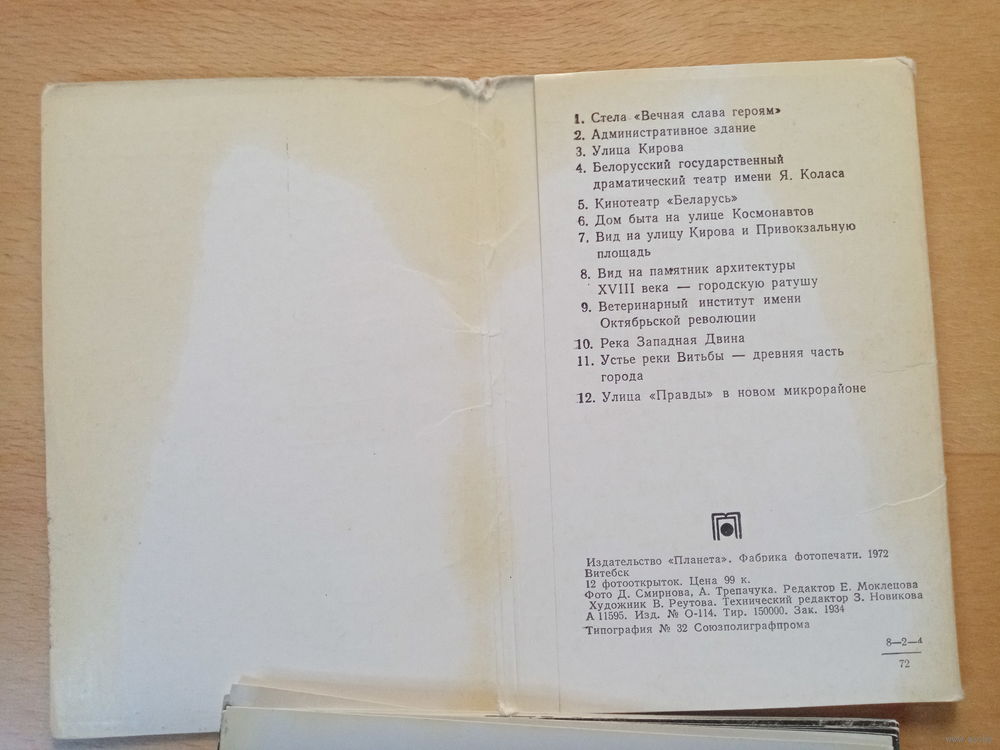 1. Стела «Вечная слава героям»
2. Административное здание
3. Улица Кирова
4. Белорусский государственный
драматический театр имени Я. Коласа
5. Кинотеатр «Беларусь»
6. Дом быта на улице Космонавтов
7. Вид на улицу Кирова и Привокзальную
площадь
8. Вид на памятник архитектуры
XVIII века — городскую ратушу
9. Ветеринарный институт имени
Октябрьской революции
10. Река Западная Двина
11. Устье реки Витьбы — древняя часть
города
12. Улица «Правды» в новом микрорайоне
Издательство «Планета». Фабрика фотопечати. 1972
Витебск
12 фотооткрыток. Цена 99 к.
Фото Д. Смирнова, А. Трепачука. Редактор Е. Моклецова
Художник В. Реутова. Технический редактор З. Новикова
А 11595. Изд. № О-114. Тир. 150000. Зак. 1934
Типография № 32 Союзполиграфпрома
8—2—4
72